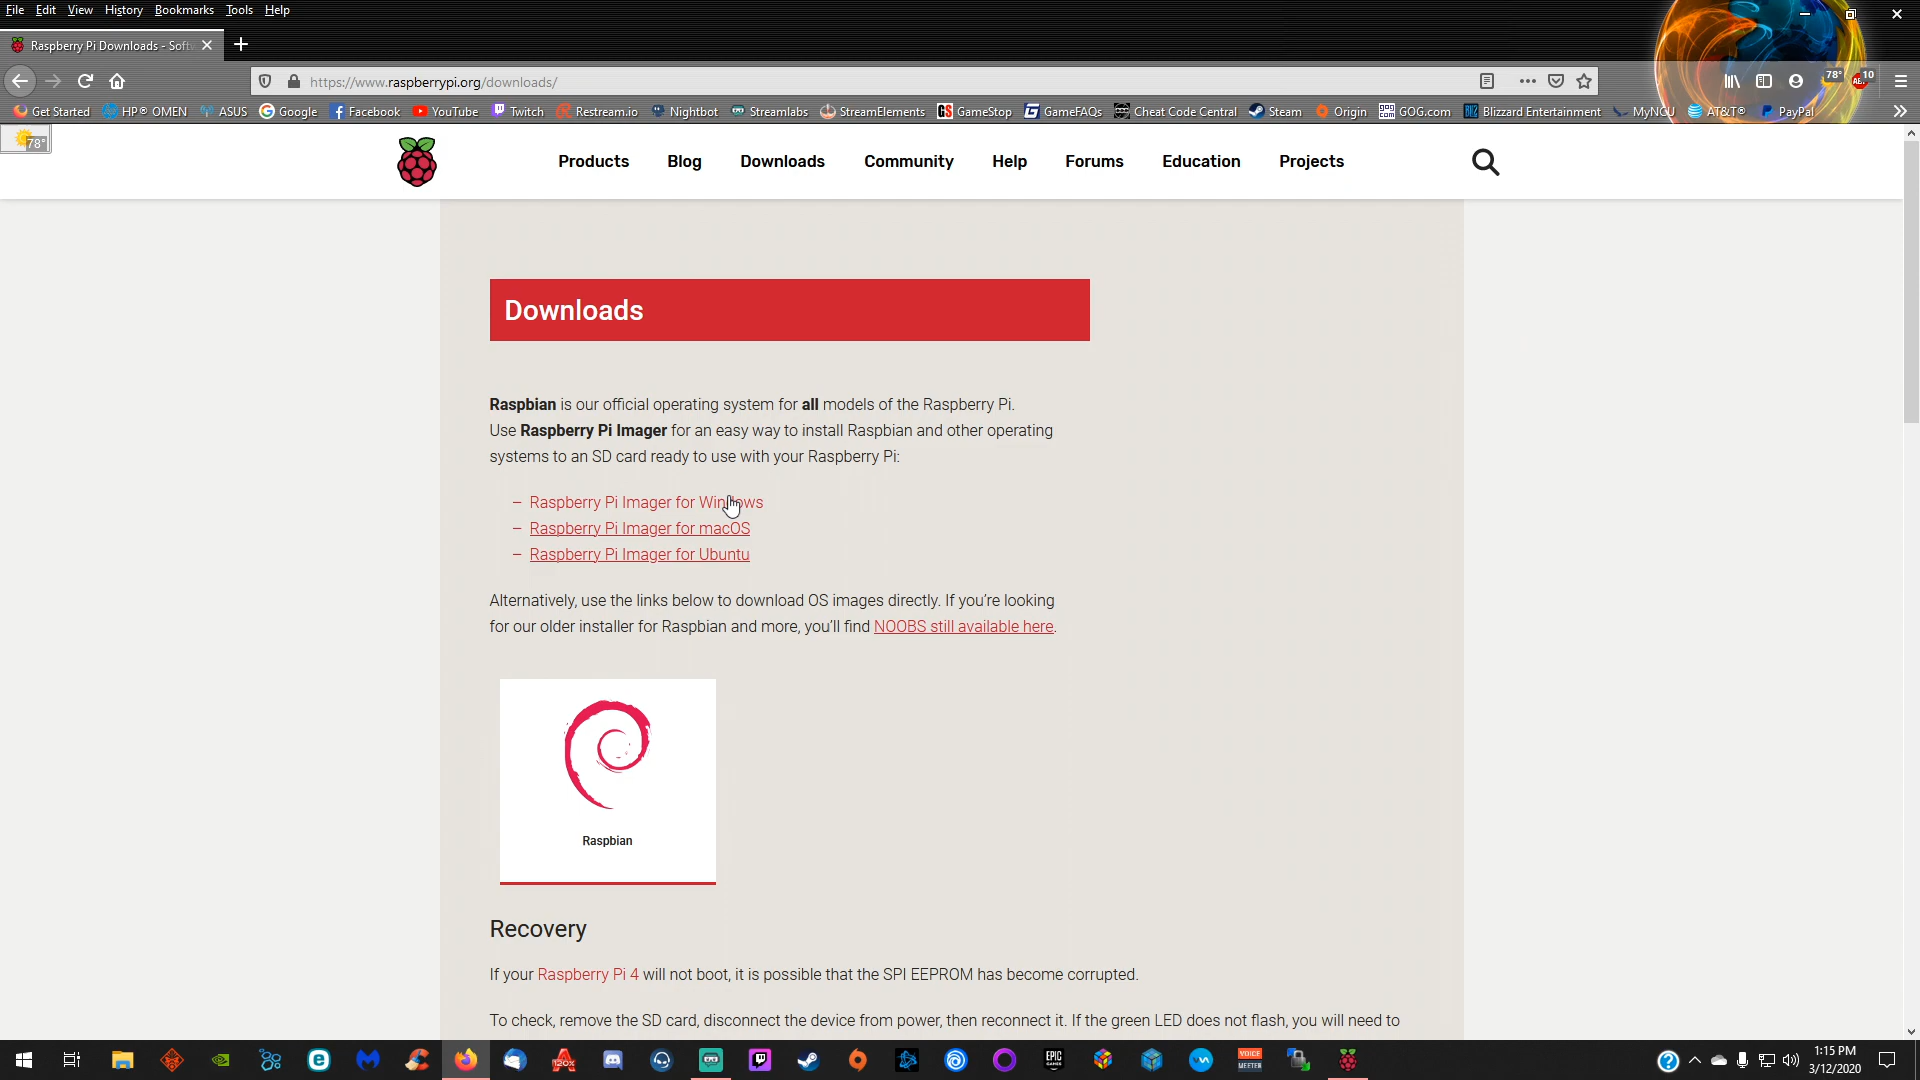 File Edit View History Bookmarks Tools Help
Raspberry Pi Downloads - Softw
https://www.raspberrypi.org/downloads/
78° 10
Get Started HP® OMEN ASUS Google Facebook YouTube Twitch Restream.io Nightbot Streamlabs StreamElements GameStop GameFAQs Cheat Code Central Steam Origin GOG.com Blizzard Entertainment MyNCU AT&T® PayPal
78°
Products Blog Downloads Community Help Forums Education Projects
Downloads
Raspbian is our official operating system for all models of the Raspberry Pi.
Use Raspberry Pi Imager for an easy way to install Raspbian and other operating
systems to an SD card ready to use with your Raspberry Pi:
– Raspberry Pi Imager for Windows
– Raspberry Pi Imager for macOS
– Raspberry Pi Imager for Ubuntu
Alternatively, use the links below to download OS images directly. If you're looking
for our older installer for Raspbian and more, you'll find NOOBS still available here.
Raspbian
Recovery
If your Raspberry Pi 4 will not boot, it is possible that the SPI EEPROM has become corrupted.
To check, remove the SD card, disconnect the device from power, then reconnect it. If the green LED does not flash, you will need to
120% EPIC GAMES VOICE MEETER
1:15 PM
3/12/2020